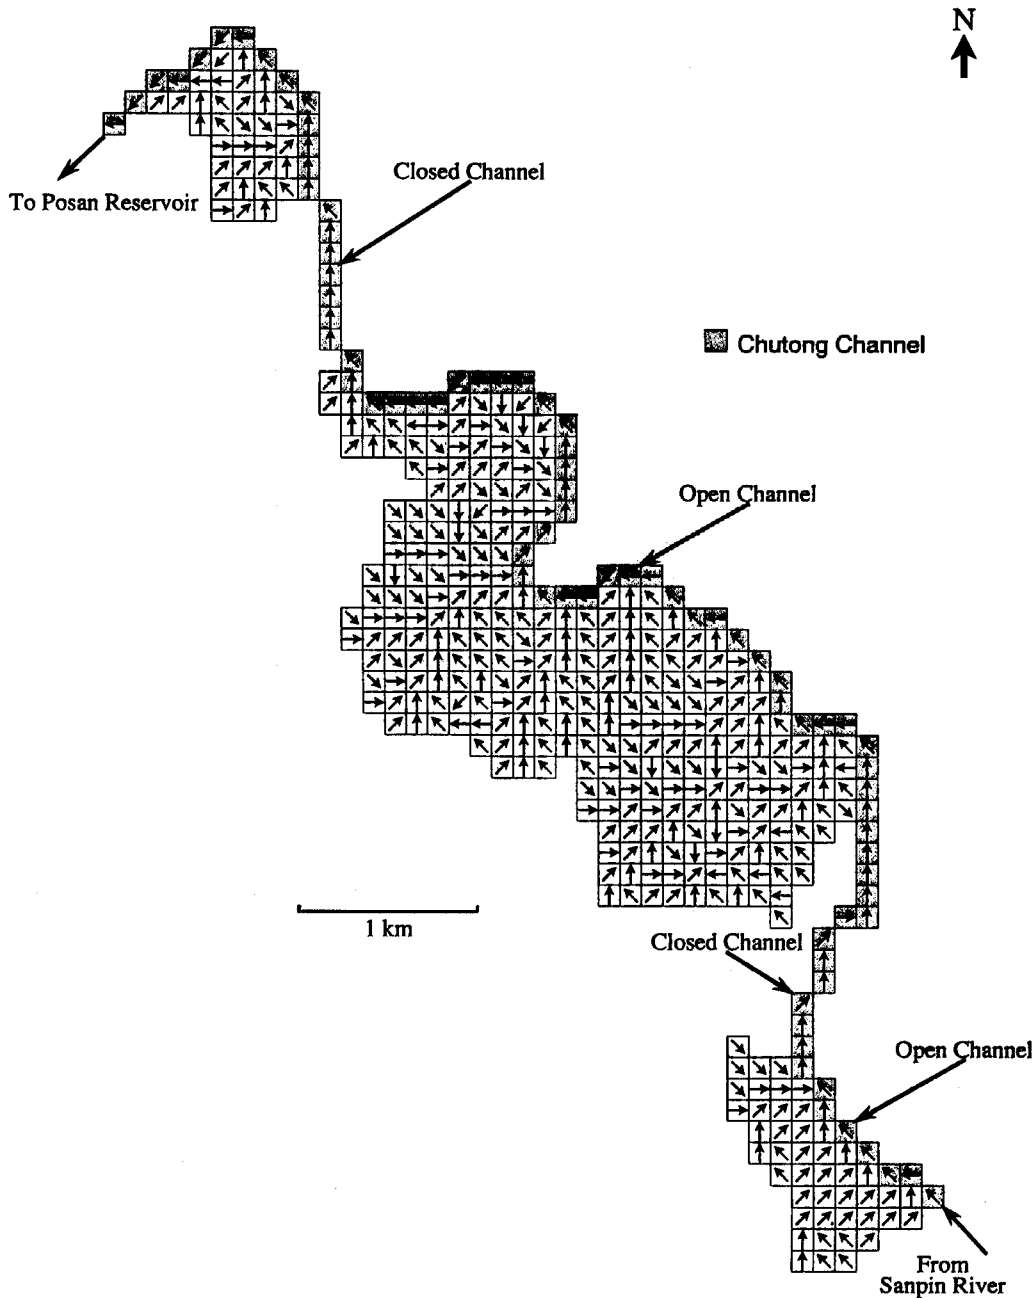 N
To Posan Reservoir
Closed Channel
Chutong Channel
Open Channel
1 km
Closed Channel
Open Channel
From
Sanpin River